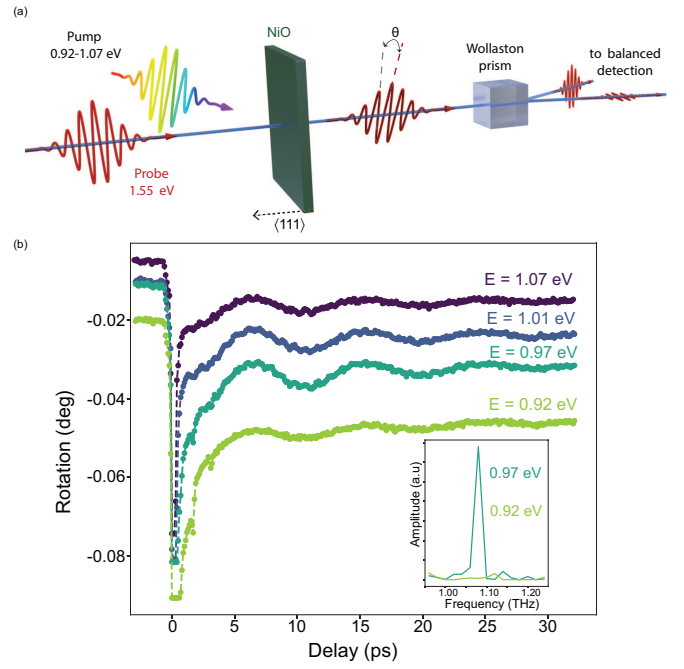 (a)
Pump
0.92-1.07 eV
NiO
θ
Wollaston
prism
to balanced
detection
Probe
1.55 eV
⟨111⟩
(b)
E = 1.07 eV
E = 1.01 eV
E = 0.97 eV
E = 0.92 eV
-0.02
-0.04
-0.06
-0.08
Rotation (deg)
0.97 eV
0.92 eV
Amplitude (a.u)
1.00
1.10
1.20
Frequency (THz)
0
5
10
15
20
25
30
Delay (ps)